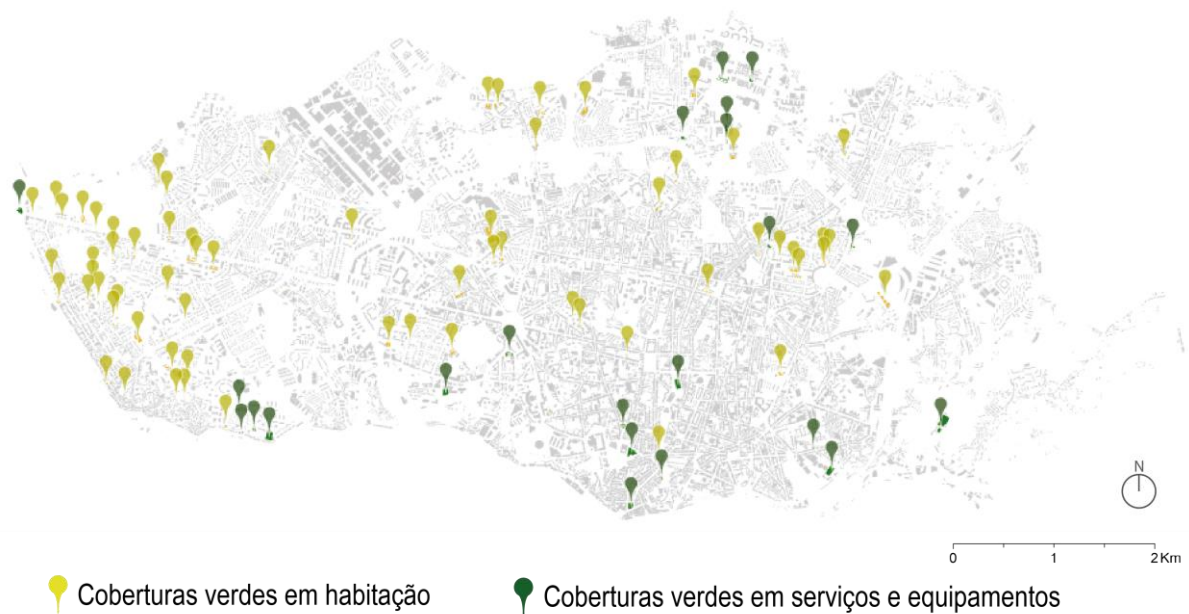 N
0 1 2 Km
Coberturas verdes em habitação
Coberturas verdes em serviços e equipamentos